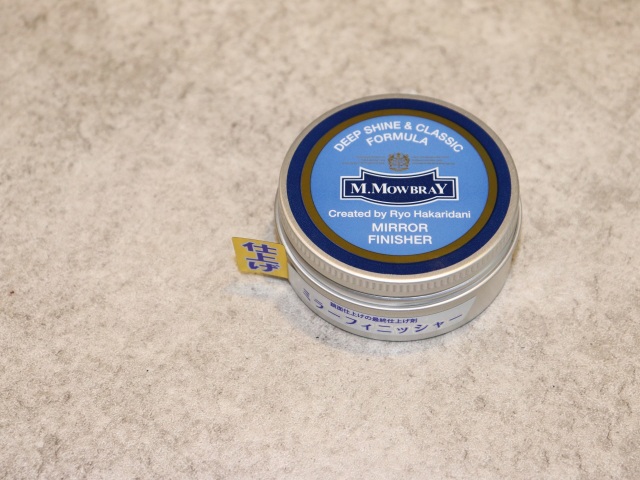 DEEP SHINE & CLASSIC
FORMULA
M.MOWBRAY
Created by Ryo Hakaridani
MIRROR
FINISHER
仕上げ
鏡面仕上げの最終仕上げ剤
ミラーフィニッシャー